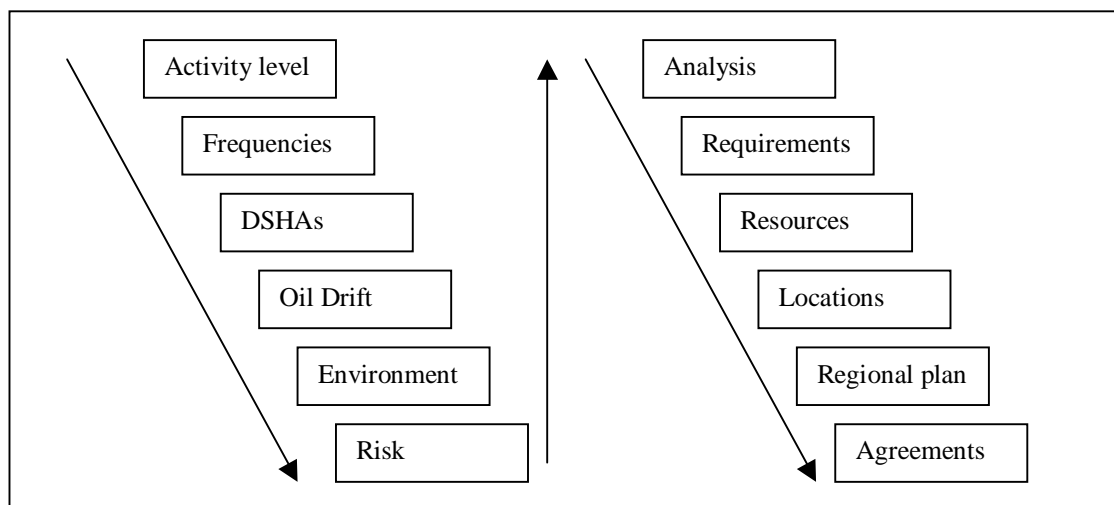 Activity level
Frequencies
DSHAs
Oil Drift
Environment
Risk
Analysis
Requirements
Resources
Locations
Regional plan
Agreements